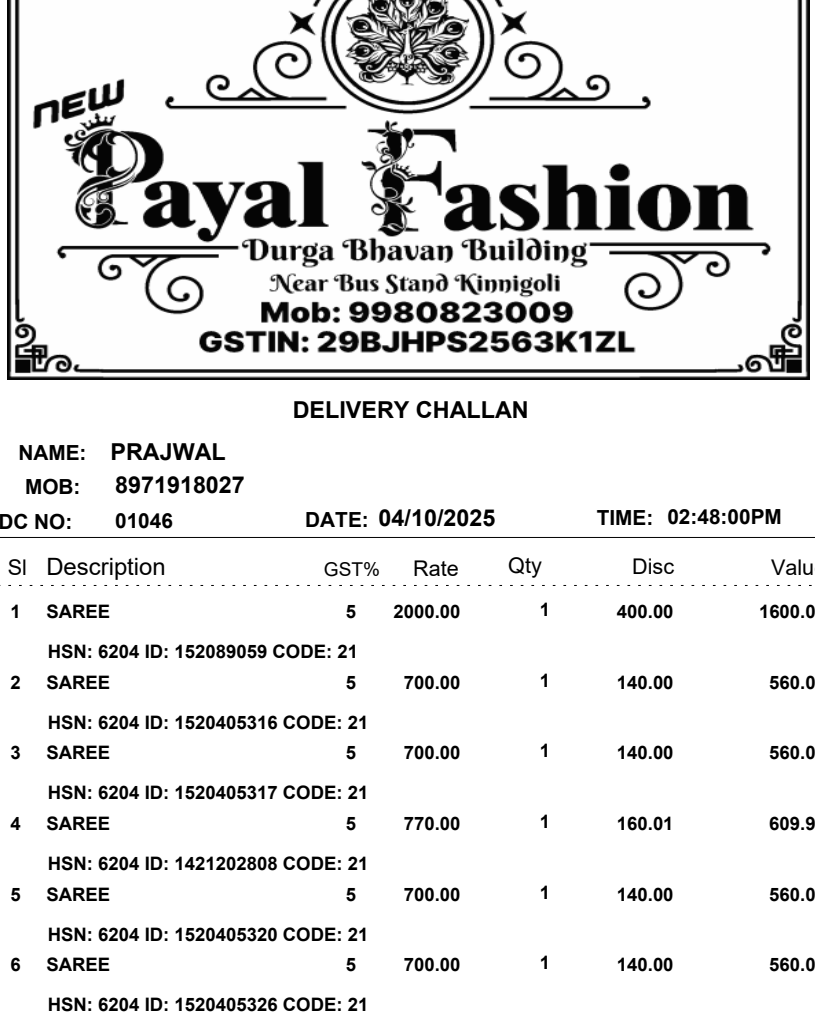 NEW
Payal Fashion
Durga Bhavan Building
Near Bus Stand Kinnigoli
Mob: 9980823009
GSTIN: 29BJHPS2563K1ZL
DELIVERY CHALLAN
NAME: PRAJWAL
MOB: 8971918027
DC NO: 01046 DATE: 04/10/2025 TIME: 02:48:00PM
Sl Description GST% Rate Qty Disc Valu
1 SAREE 5 2000.00 1 400.00 1600.0
HSN: 6204 ID: 152089059 CODE: 21
2 SAREE 5 700.00 1 140.00 560.0
HSN: 6204 ID: 1520405316 CODE: 21
3 SAREE 5 700.00 1 140.00 560.0
HSN: 6204 ID: 1520405317 CODE: 21
4 SAREE 5 770.00 1 160.01 609.9
HSN: 6204 ID: 1421202808 CODE: 21
5 SAREE 5 700.00 1 140.00 560.0
HSN: 6204 ID: 1520405320 CODE: 21
6 SAREE 5 700.00 1 140.00 560.0
HSN: 6204 ID: 1520405326 CODE: 21